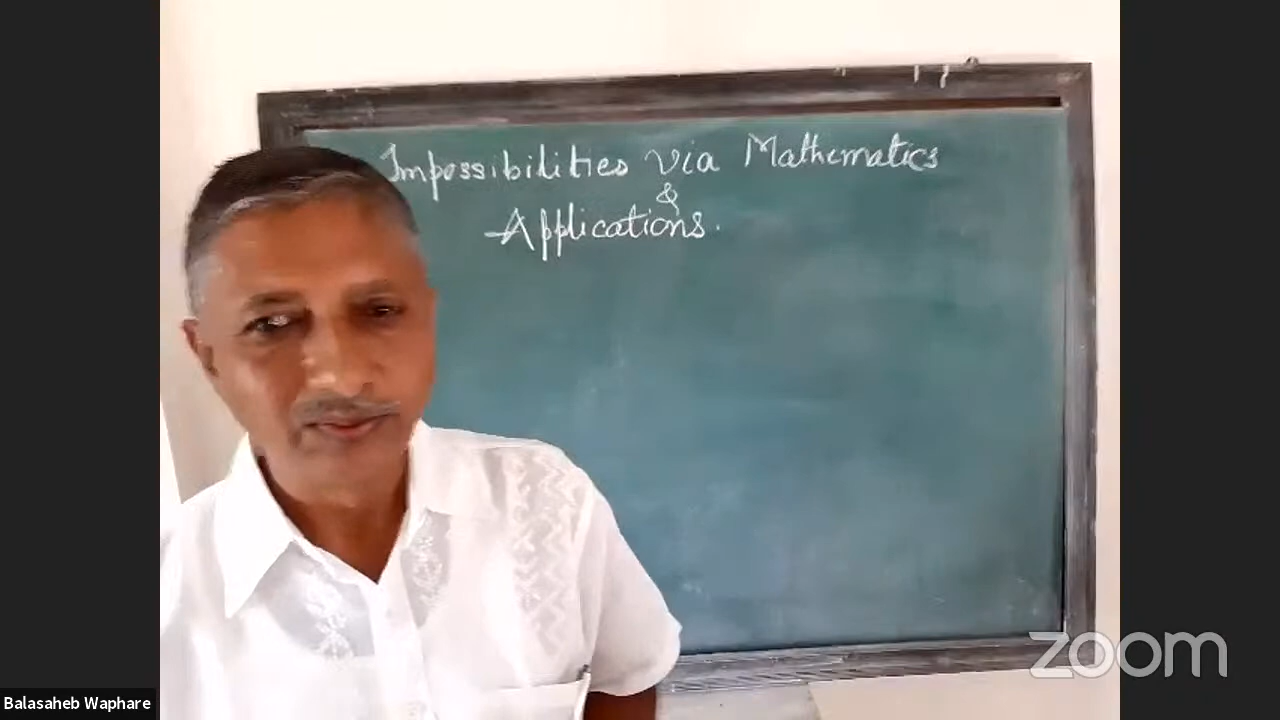 Impossibilities via Mathematics
&
Applications.
zoom
Balasaheb Waphare